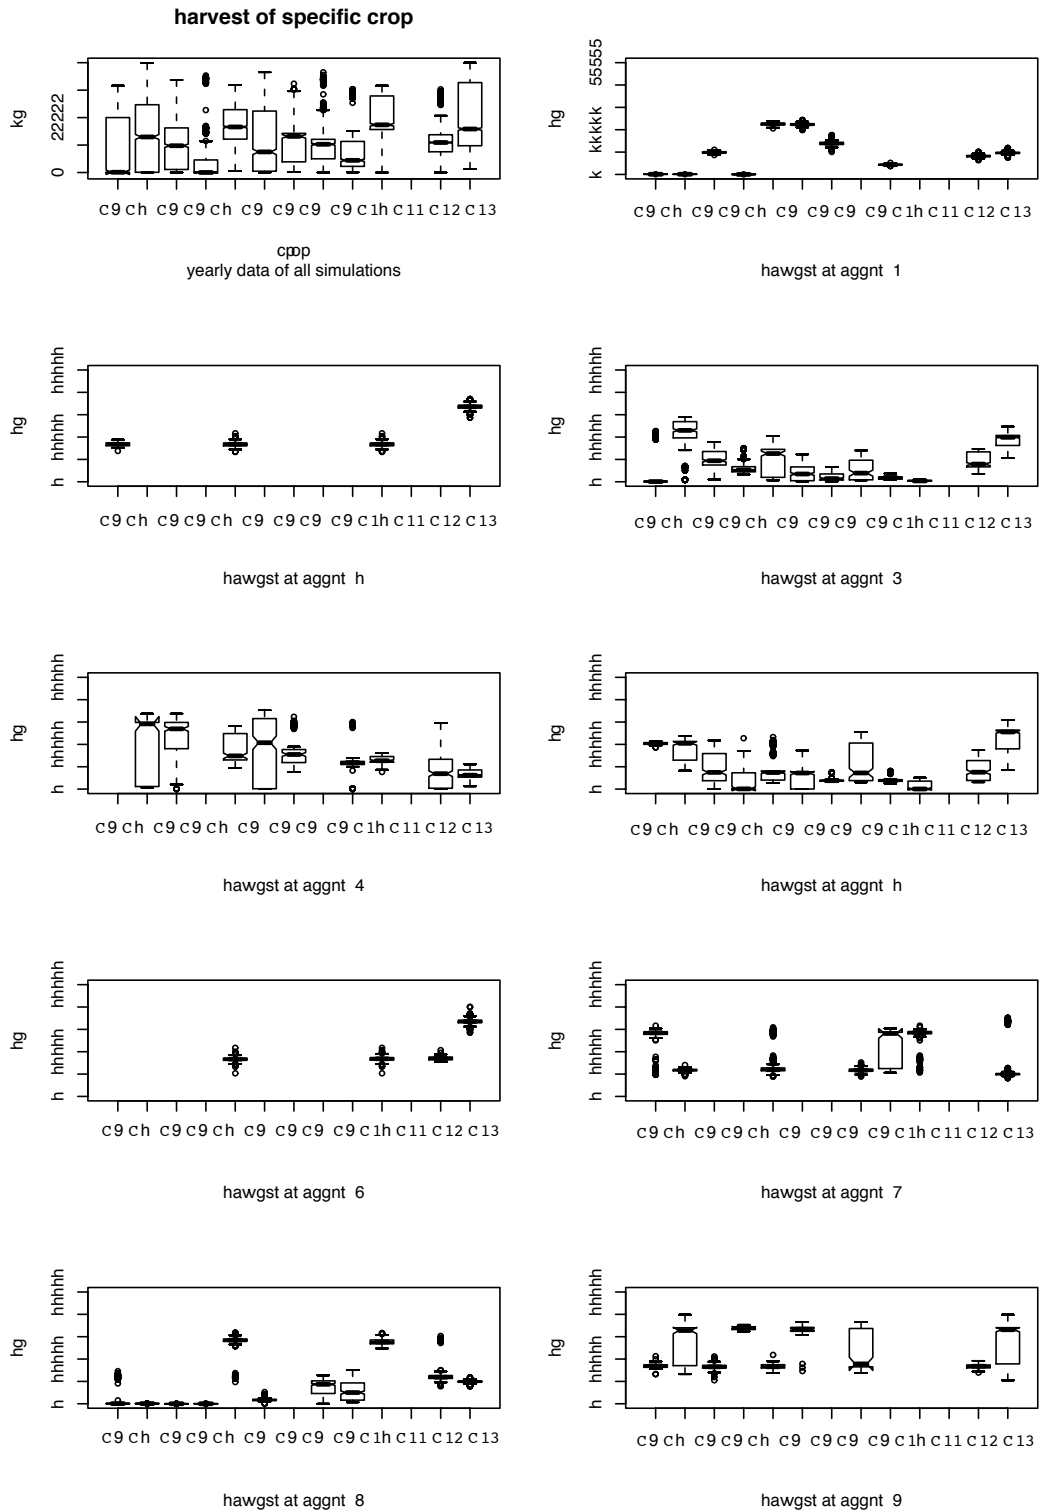 harvest of specific crop
kg
0 22222
C9 Ch C9 C9 Ch C9 C9 C9 C9 C1h C11 C12 C13
yearly data of all simulations
hg
k kkkkk 55555
C9 Ch C9 C9 Ch C9 C9 C9 C9 C1h C11 C12 C13
hawgst at aggnt 1
hg
h hhhhh hhhhh
C9 Ch C9 C9 Ch C9 C9 C9 C9 C1h C11 C12 C13
hawgst at aggnt h
hg
h hhhhh hhhhh
C9 Ch C9 C9 Ch C9 C9 C9 C9 C1h C11 C12 C13
hawgst at aggnt 3
hg
h hhhhh hhhhh
C9 Ch C9 C9 Ch C9 C9 C9 C9 C1h C11 C12 C13
hawgst at aggnt 4
hg
h hhhhh hhhhh
C9 Ch C9 C9 Ch C9 C9 C9 C9 C1h C11 C12 C13
hawgst at aggnt h
hg
h hhhhh hhhhh
C9 Ch C9 C9 Ch C9 C9 C9 C9 C1h C11 C12 C13
hawgst at aggnt 6
hg
h hhhhh hhhhh
C9 Ch C9 C9 Ch C9 C9 C9 C9 C1h C11 C12 C13
hawgst at aggnt 7
hg
h hhhhh hhhhh
C9 Ch C9 C9 Ch C9 C9 C9 C9 C1h C11 C12 C13
hawgst at aggnt 8
hg
h hhhhh hhhhh
C9 Ch C9 C9 Ch C9 C9 C9 C9 C1h C11 C12 C13
hawgst at aggnt 9